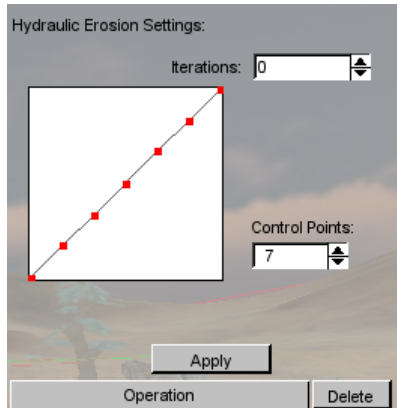 Hydraulic Erosion Settings:
Iterations: 0
Control Points:
7
Apply
Operation Delete